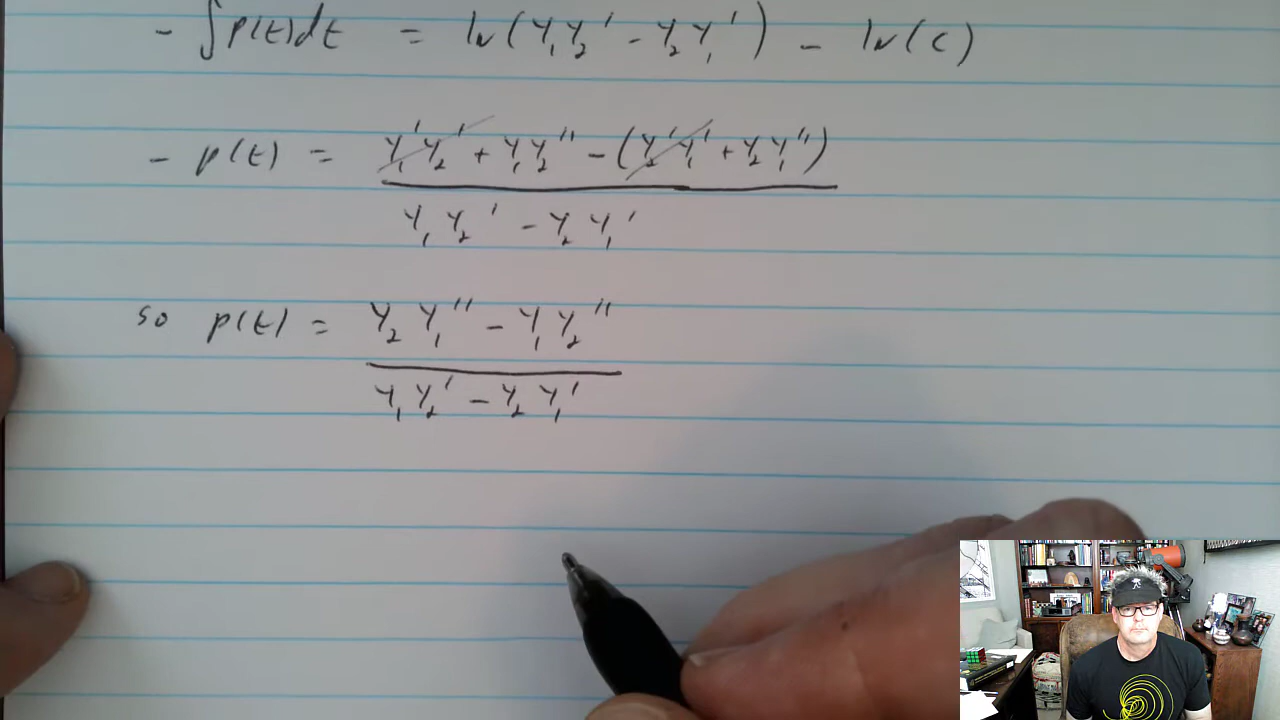 - ∫ p(t)dt = ln(y₁y₂' - y₂y₁') - ln(c)
- p(t) = y₁'y₂' + y₁y₂'' - (y₂'y₁' + y₂y₁'')
y₁y₂' - y₂y₁'
so p(t) = y₂y₁'' - y₁y₂''
y₁y₂' - y₂y₁'